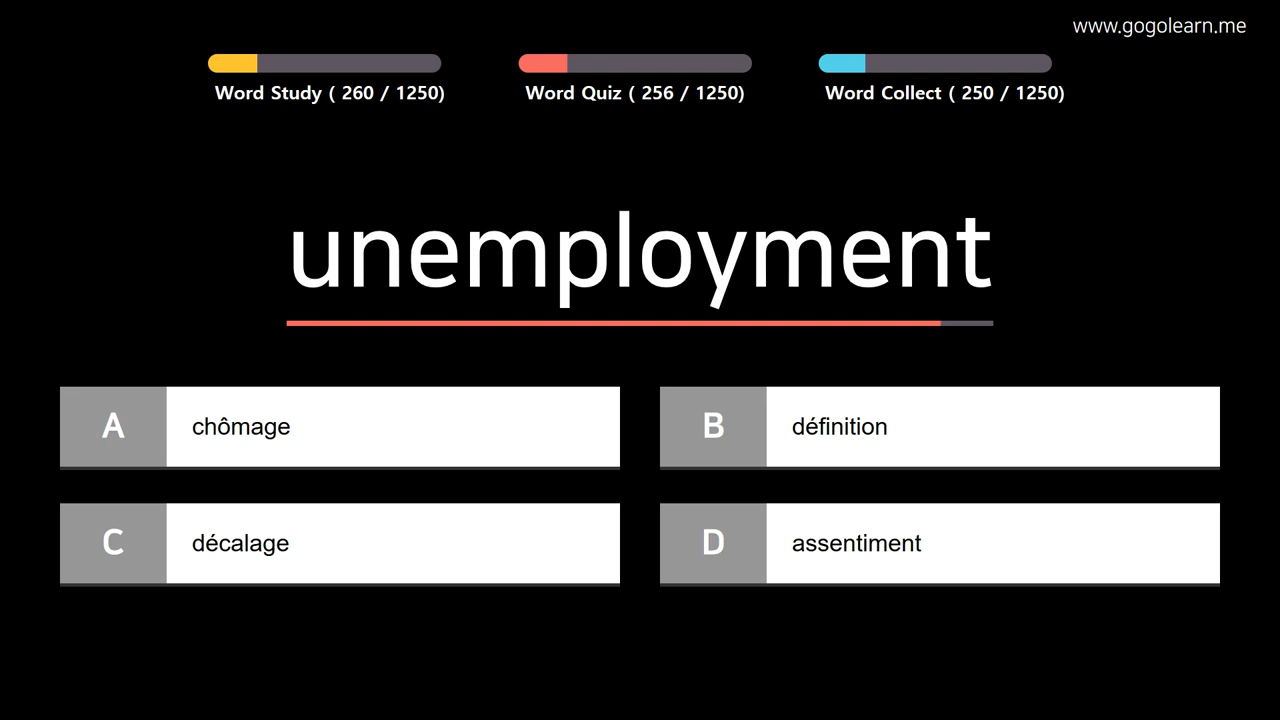 www.gogolearn.me
Word Study ( 260 / 1250)
Word Quiz ( 256 / 1250)
Word Collect ( 250 / 1250)
unemployment
A chômage
B définition
C décalage
D assentiment